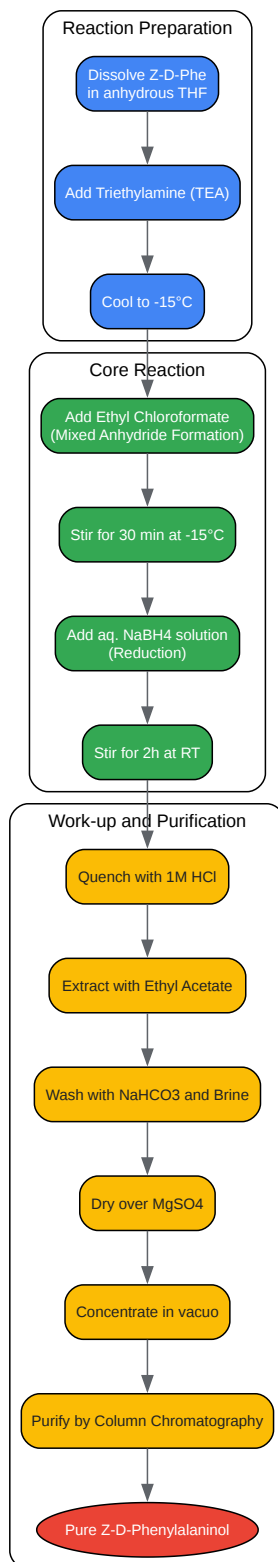 Reaction Preparation
Dissolve Z-D-Phe
in anhydrous THF
Add Triethylamine (TEA)
Cool to -15°C
Core Reaction
Add Ethyl Chloroformate
(Mixed Anhydride Formation)
Stir for 30 min at -15°C
Add aq. NaBH4 solution
(Reduction)
Stir for 2h at RT
Work-up and Purification
Quench with 1M HCl
Extract with Ethyl Acetate
Wash with NaHCO3 and Brine
Dry over MgSO4
Concentrate in vacuo
Purify by Column Chromatography
Pure Z-D-Phenylalaninol